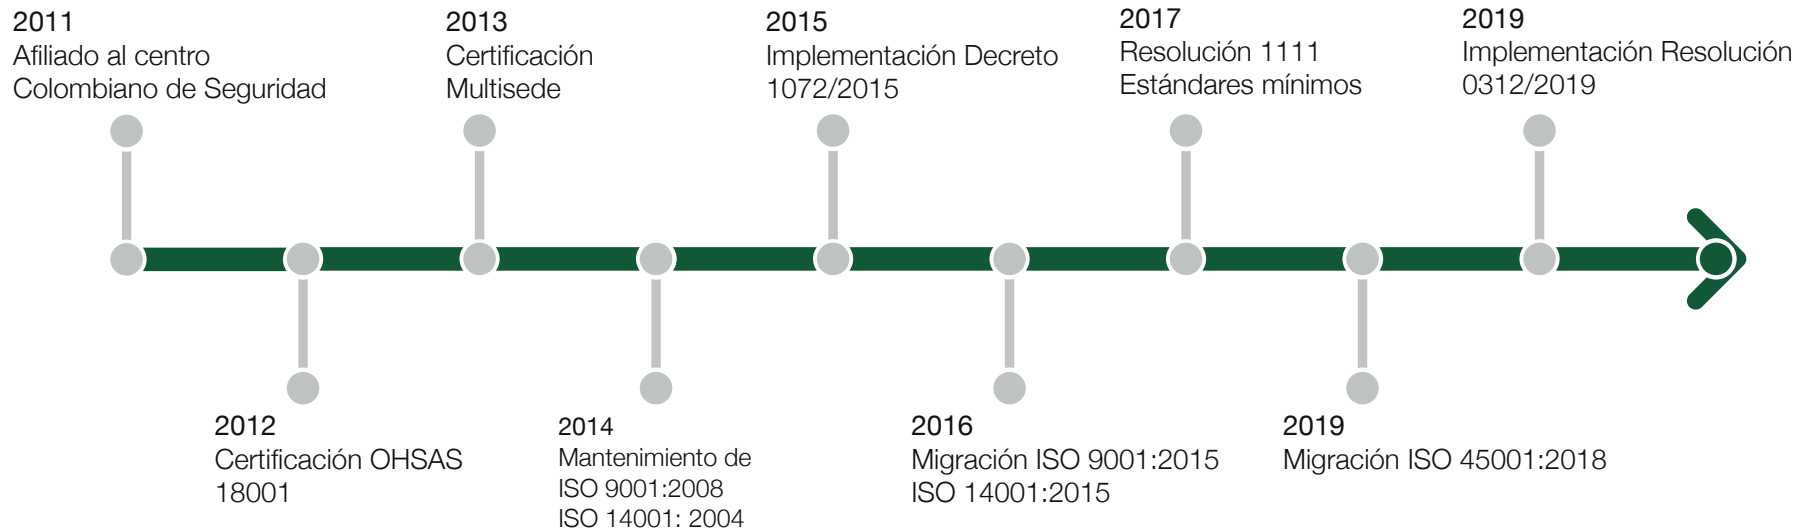 2011
Afiliado al centro
Colombiano de Seguridad
2013
Certificación
Multisede
2015
Implementación Decreto
1072/2015
2017
Resolución 1111
Estándares mínimos
2019
Implementación Resolución
0312/2019
2012
Certificación OHSAS
18001
2014
Mantenimiento de
ISO 9001:2008
ISO 14001: 2004
2016
Migración ISO 9001:2015
ISO 14001:2015
2019
Migración ISO 45001:2018